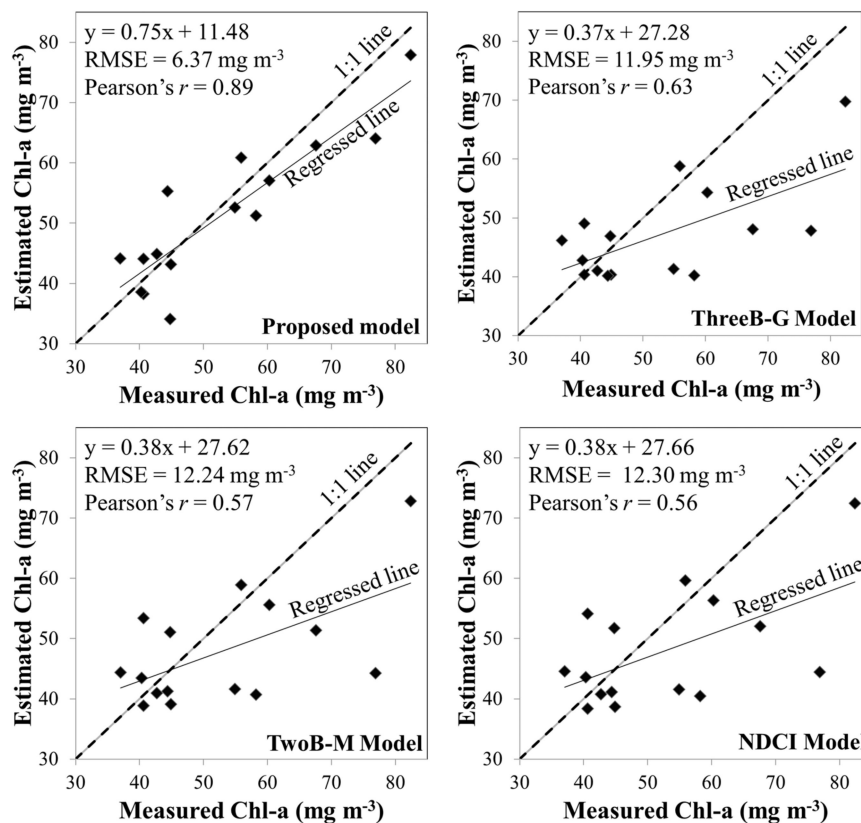 y = 0.75x + 11.48
RMSE = 6.37 mg m-3
Pearson's r = 0.89
1:1 line
Regressed line
Proposed model
Estimated Chl-a (mg m-3)
80
70
60
50
40
30
30 40 50 60 70 80
Measured Chl-a (mg m-3)
y = 0.37x + 27.28
RMSE = 11.95 mg m-3
Pearson's r = 0.63
1:1 line
Regressed line
ThreeB-G Model
Estimated Chl-a (mg m-3)
80
70
60
50
40
30
30 40 50 60 70 80
Measured Chl-a (mg m-3)
y = 0.38x + 27.62
RMSE = 12.24 mg m-3
Pearson's r = 0.57
1:1 line
Regressed line
TwoB-M Model
Estimated Chl-a (mg m-3)
80
70
60
50
40
30
30 40 50 60 70 80
Measured Chl-a (mg m-3)
y = 0.38x + 27.66
RMSE = 12.30 mg m-3
Pearson's r = 0.56
1:1 line
Regressed line
NDCI Model
Estimated Chl-a (mg m-3)
80
70
60
50
40
30
30 40 50 60 70 80
Measured Chl-a (mg m-3)